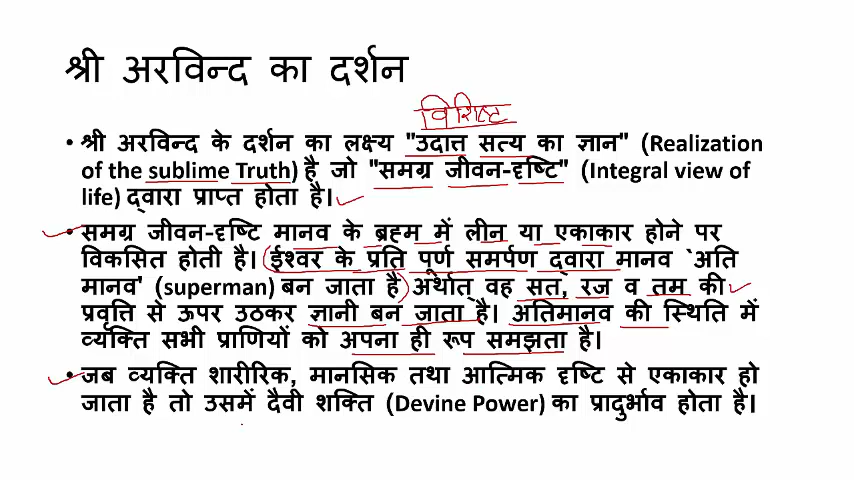 श्री अरविन्द का दर्शन
विशिष्ट
• श्री अरविन्द के दर्शन का लक्ष्य "उदात्त सत्य का ज्ञान" (Realization
of the sublime Truth) है जो "समग्र जीवन-दृष्टि" (Integral view of
life) द्वारा प्राप्त होता है।
• समग्र जीवन-दृष्टि मानव के ब्रह्म में लीन या एकाकार होने पर
विकसित होती है। ईश्वर के प्रति पूर्ण समर्पण द्वारा मानव `अति
मानव' (superman) बन जाता है अर्थात् वह सत, रज व तम की
प्रवृत्ति से ऊपर उठकर ज्ञानी बन जाता है। अतिमानव की स्थिति में
व्यक्ति सभी प्राणियों को अपना ही रूप समझता है।
• जब व्यक्ति शारीरिक, मानसिक तथा आत्मिक दृष्टि से एकाकार हो
जाता है तो उसमें दैवी शक्ति (Devine Power) का प्रादुर्भाव होता है।